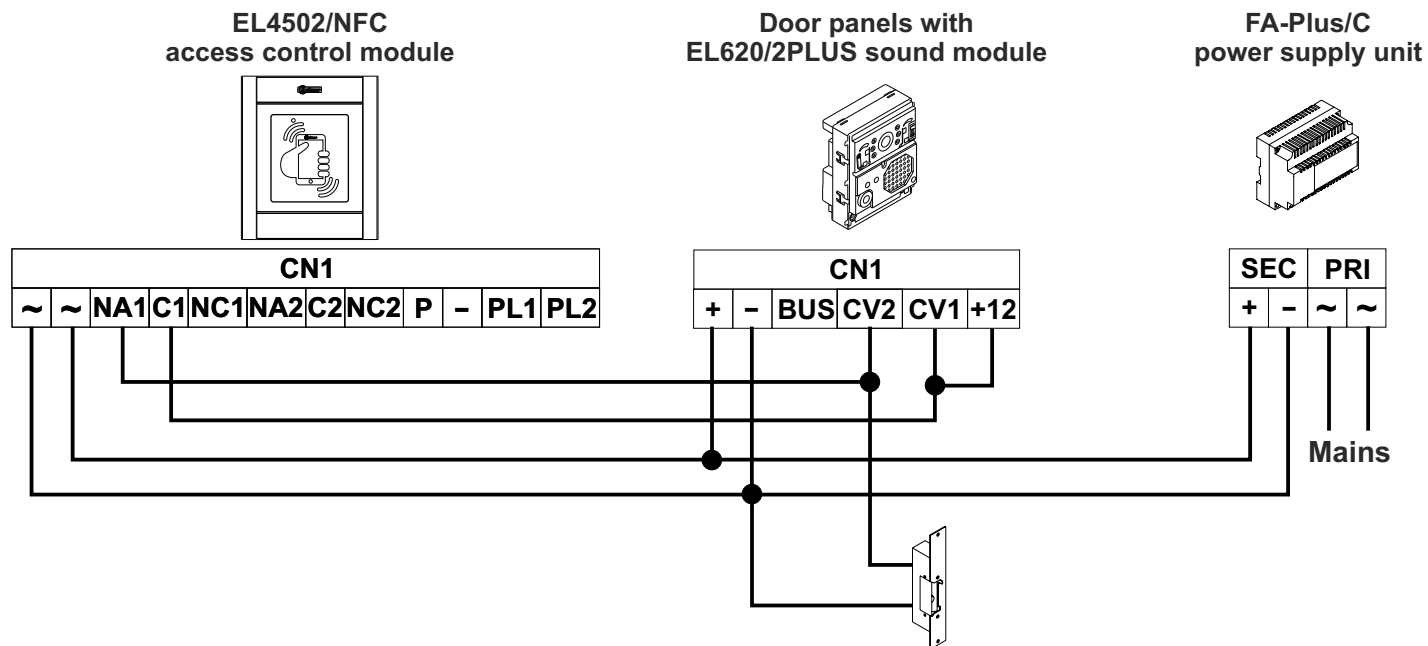 EL4502/NFC
access control module
Door panels with
EL620/2PLUS sound module
FA-Plus/C
power supply unit
CN1
~ ~ NA1 C1 NC1 NA2 C2 NC2 P – PL1 PL2
CN1
+ – BUS CV2 CV1 +12
SEC PRI
+ – ~ ~
Mains